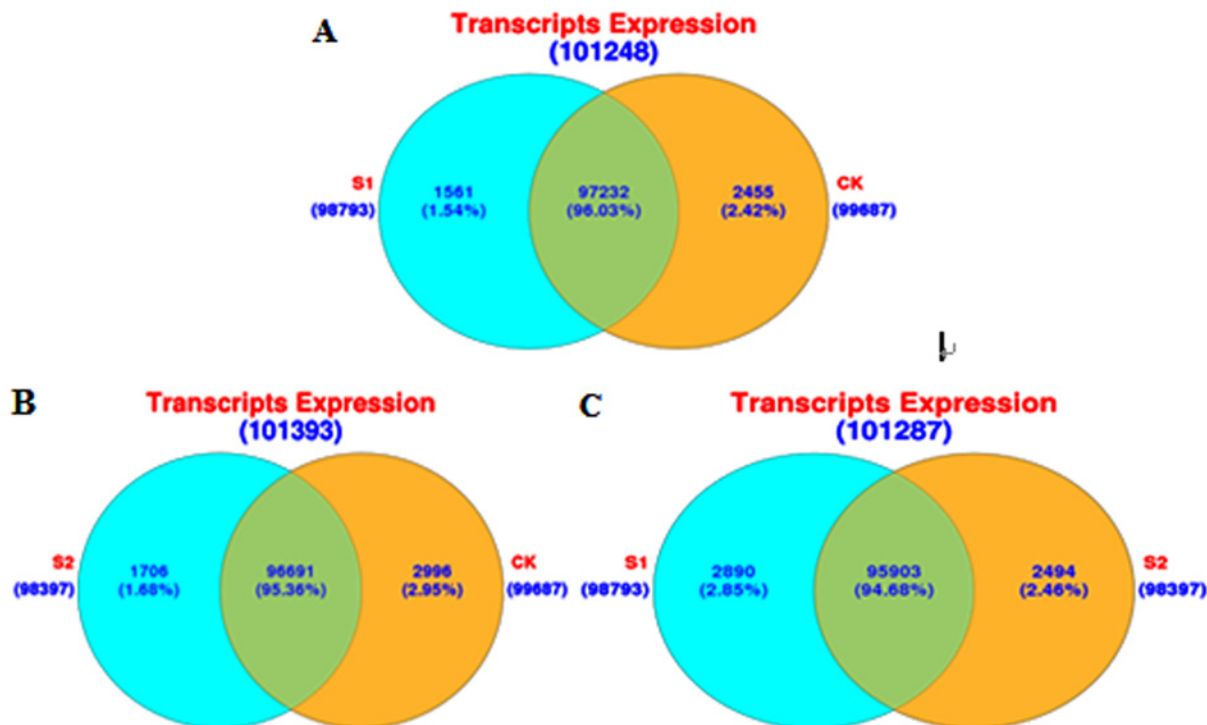 A
Transcripts Expression
(101248)
S1
(98793)
1561
(1.54%)
97232
(96.03%)
2455
(2.42%)
CK
(99687)
B
Transcripts Expression
(101393)
S2
(98397)
1706
(1.68%)
96691
(95.36%)
2996
(2.95%)
CK
(99687)
C
Transcripts Expression
(101287)
S1
(98793)
2890
(2.85%)
95903
(94.68%)
2494
(2.46%)
S2
(98397)